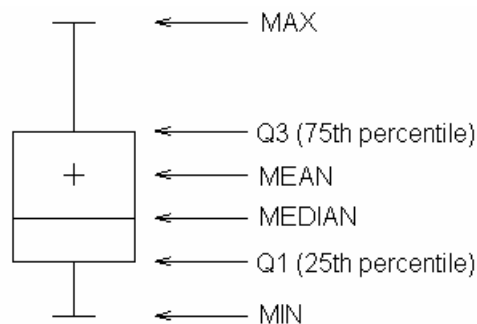 MAX
Q3 (75th percentile)
MEAN
MEDIAN
Q1 (25th percentile)
MIN